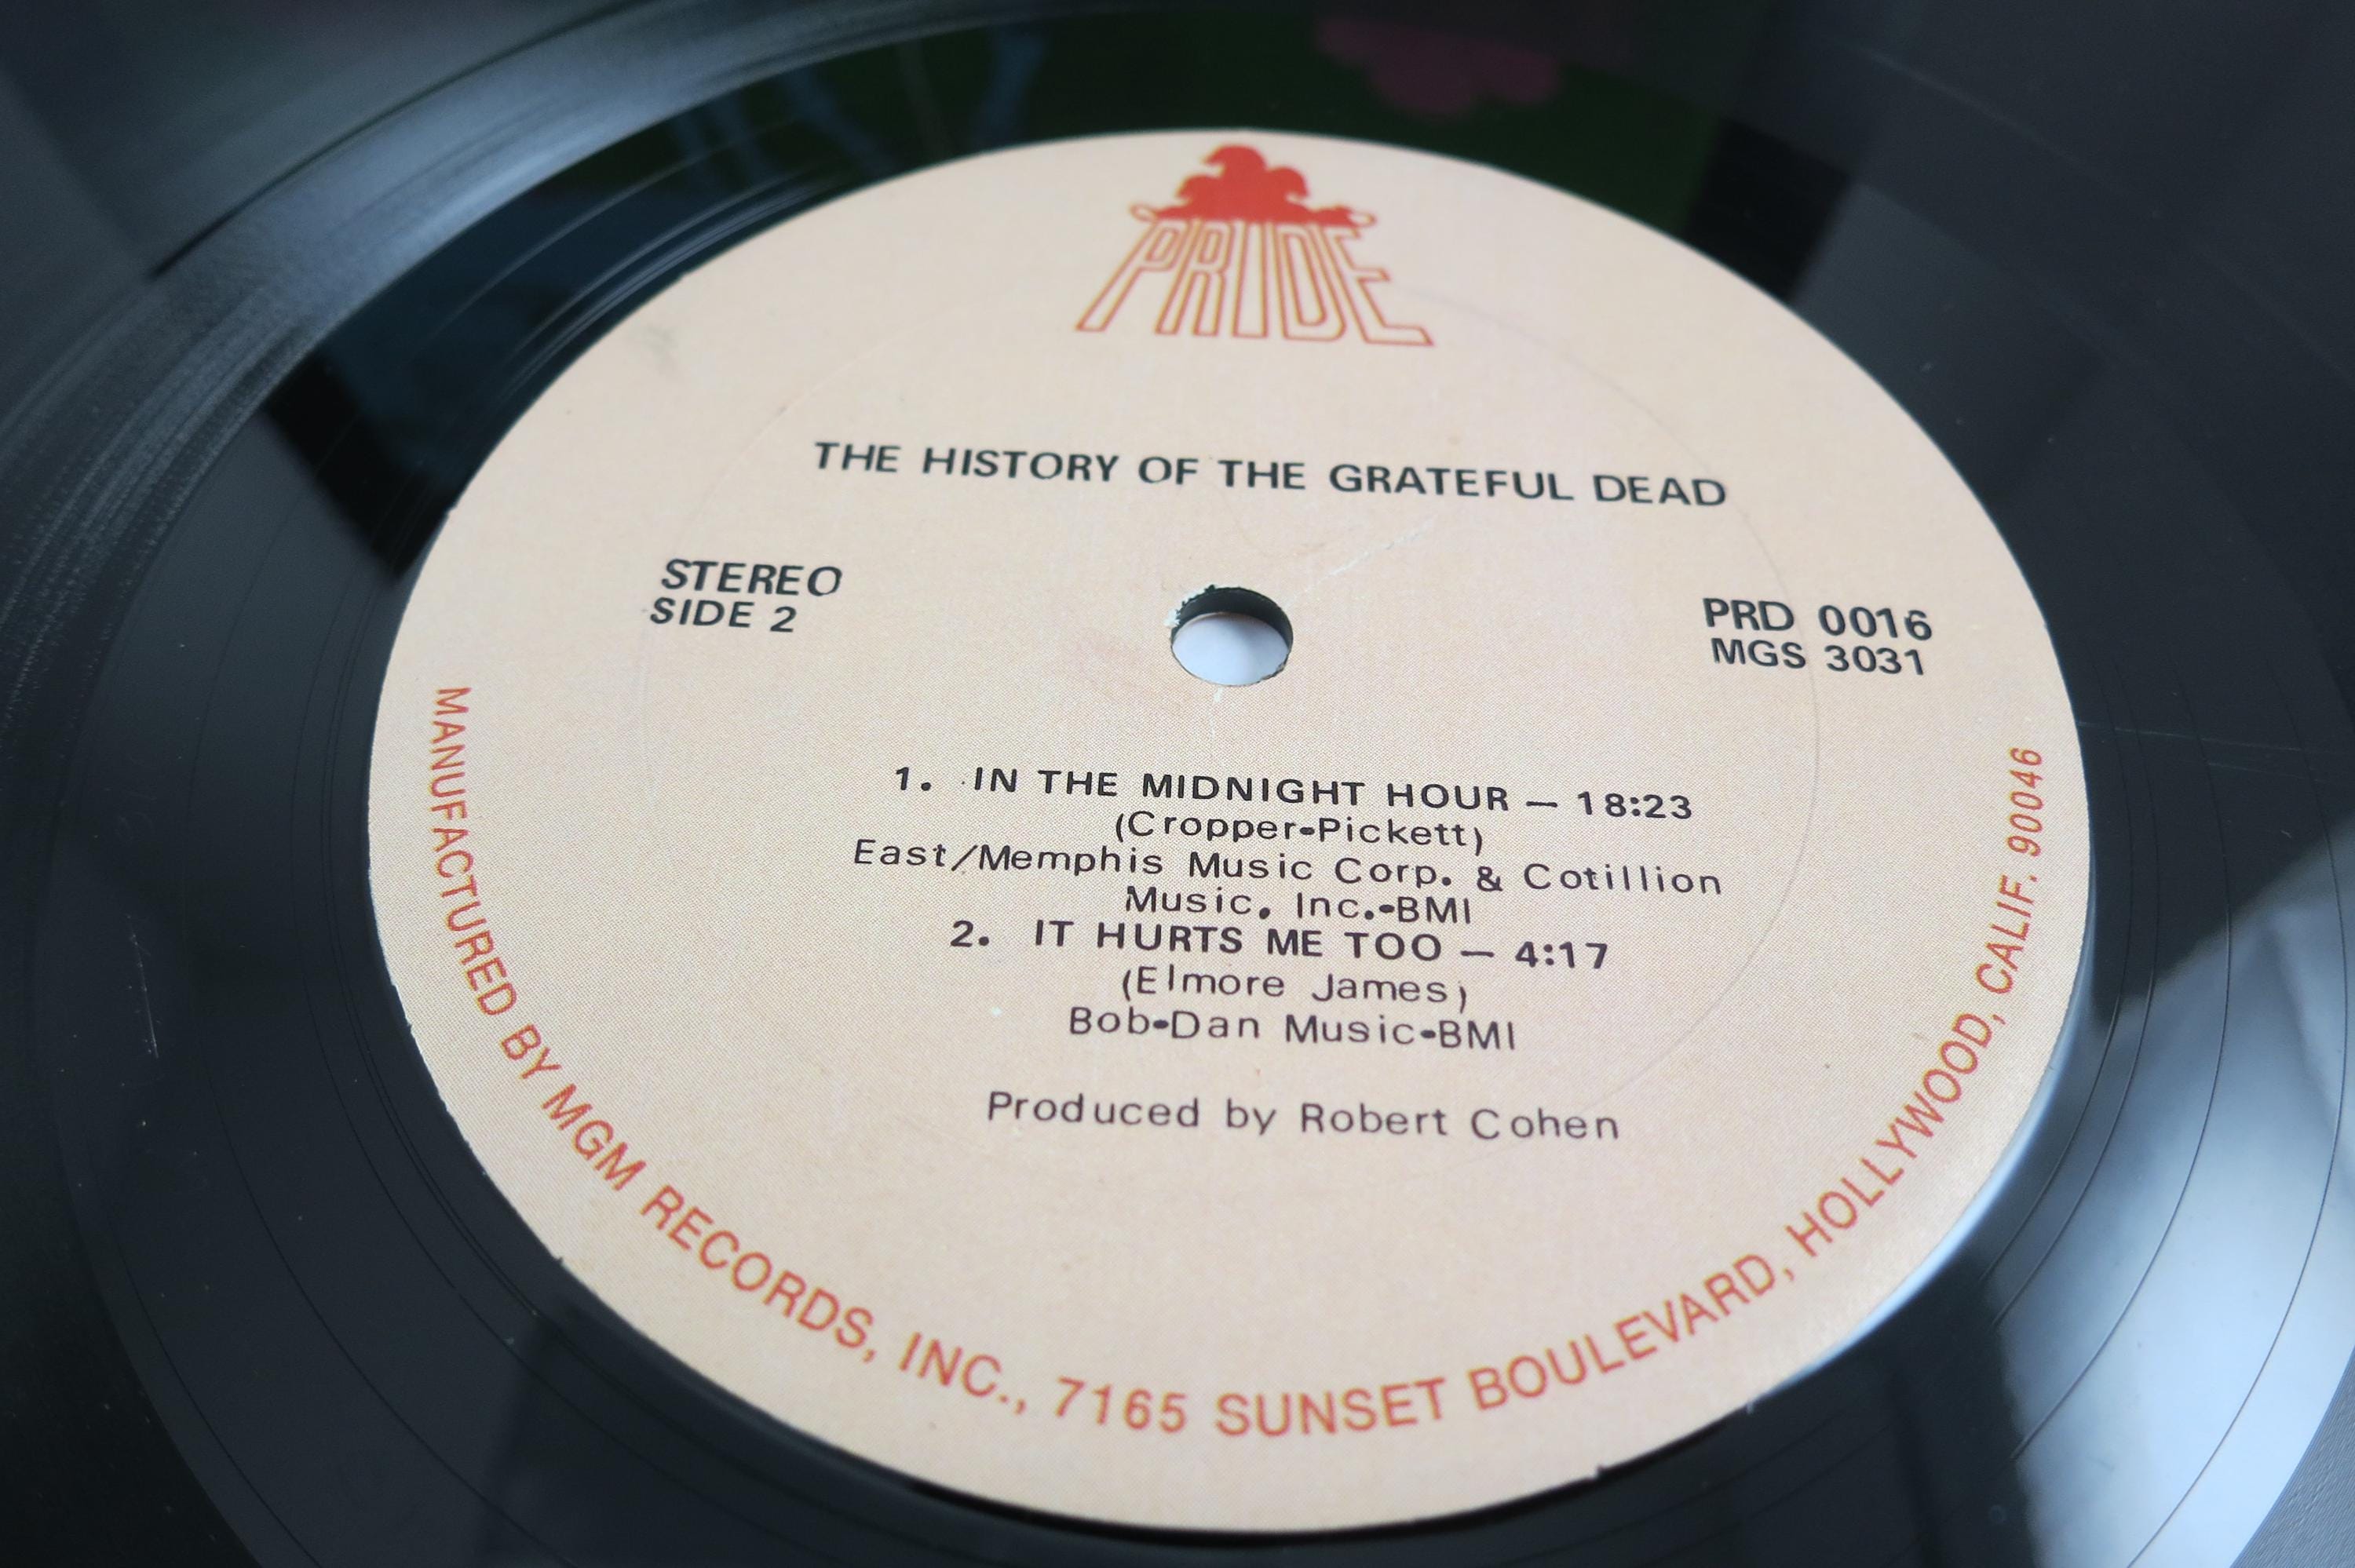 PRIDE
THE HISTORY OF THE GRATEFUL DEAD
STEREO
SIDE 2
PRD 0016
MGS 3031
1. IN THE MIDNIGHT HOUR — 18:23
(Cropper-Pickett)
East/Memphis Music Corp. & Cotillion
Music, Inc.-BMI
2. IT HURTS ME TOO — 4:17
(Elmore James)
Bob-Dan Music-BMI
Produced by Robert Cohen
MANUFACTURED BY MGM RECORDS, INC., 7165 SUNSET BOULEVARD, HOLLYWOOD, CALIF. 90046